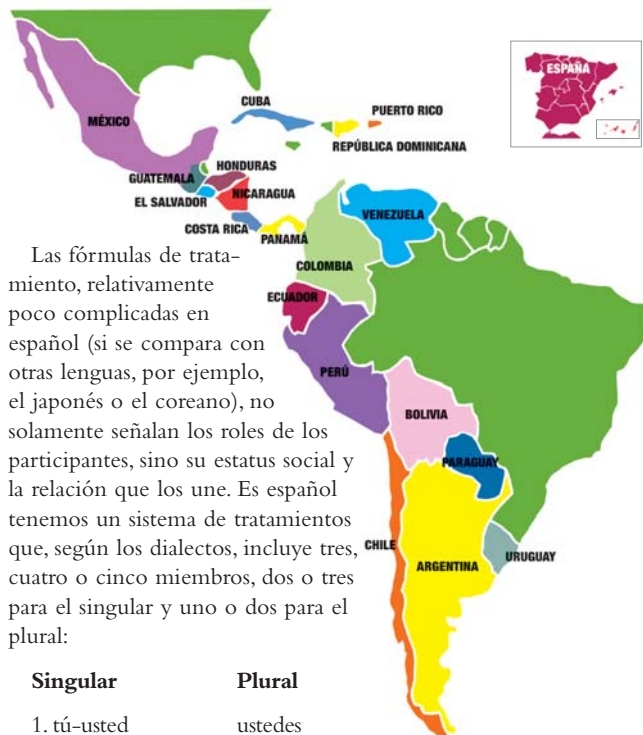 ESPAÑA
CUBA
PUERTO RICO
MÉXICO
REPÚBLICA DOMINICANA
HONDURAS
GUATEMALA
NICARAGUA
EL SALVADOR
VENEZUELA
COSTA RICA
PANAMÁ
COLOMBIA
ECUADOR
PERÚ
BOLIVIA
PARAGUAY
CHILE
URUGUAY
ARGENTINA
Las fórmulas de trata-
miento, relativamente
poco complicadas en
español (si se compara con
otras lenguas, por ejemplo,
el japonés o el coreano), no
solamente señalan los roles de los
participantes, sino su estatus social y
la relación que los une. Es español
tenemos un sistema de tratamientos
que, según los dialectos, incluye tres,
cuatro o cinco miembros, dos o tres
para el singular y uno o dos para el
plural:
Singular Plural
1. tú-usted ustedes